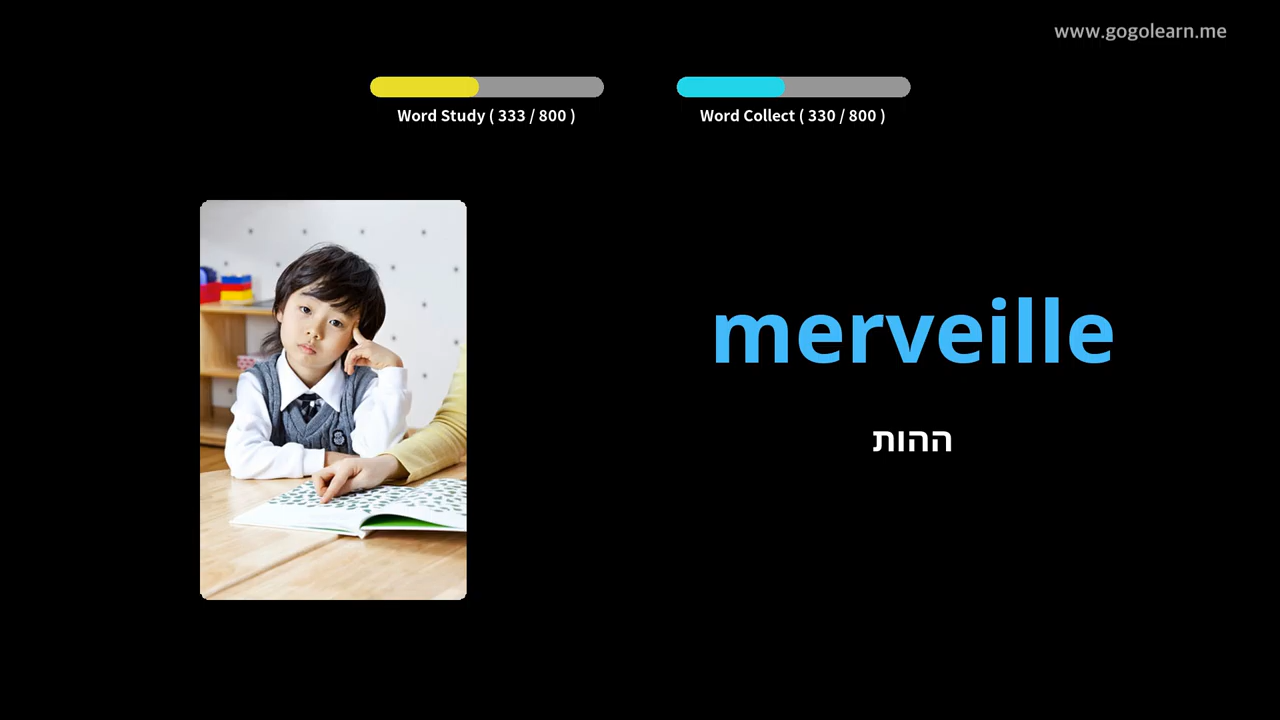 www.gogolearn.me
Word Study ( 333 / 800 )
Word Collect ( 330 / 800 )
merveille
ההות